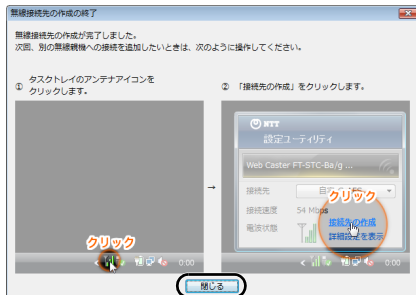 無線接続先の作成の終了
無線接続先の作成が完了しました。
次回、別の無線親機への接続を追加したいときは、次のように操作してください。
① タスクトレイのアンテナアイコンを
クリックします。
② 「接続先の作成」をクリックします。
NTT
設定ユーティリティ
Web Caster FT-STC-Ba/g ...
接続先
クリック
接続速度 54 Mbps
接続先の作成
電波状態
詳細設定を表示
→
クリック
0:00
0:00
閉じる